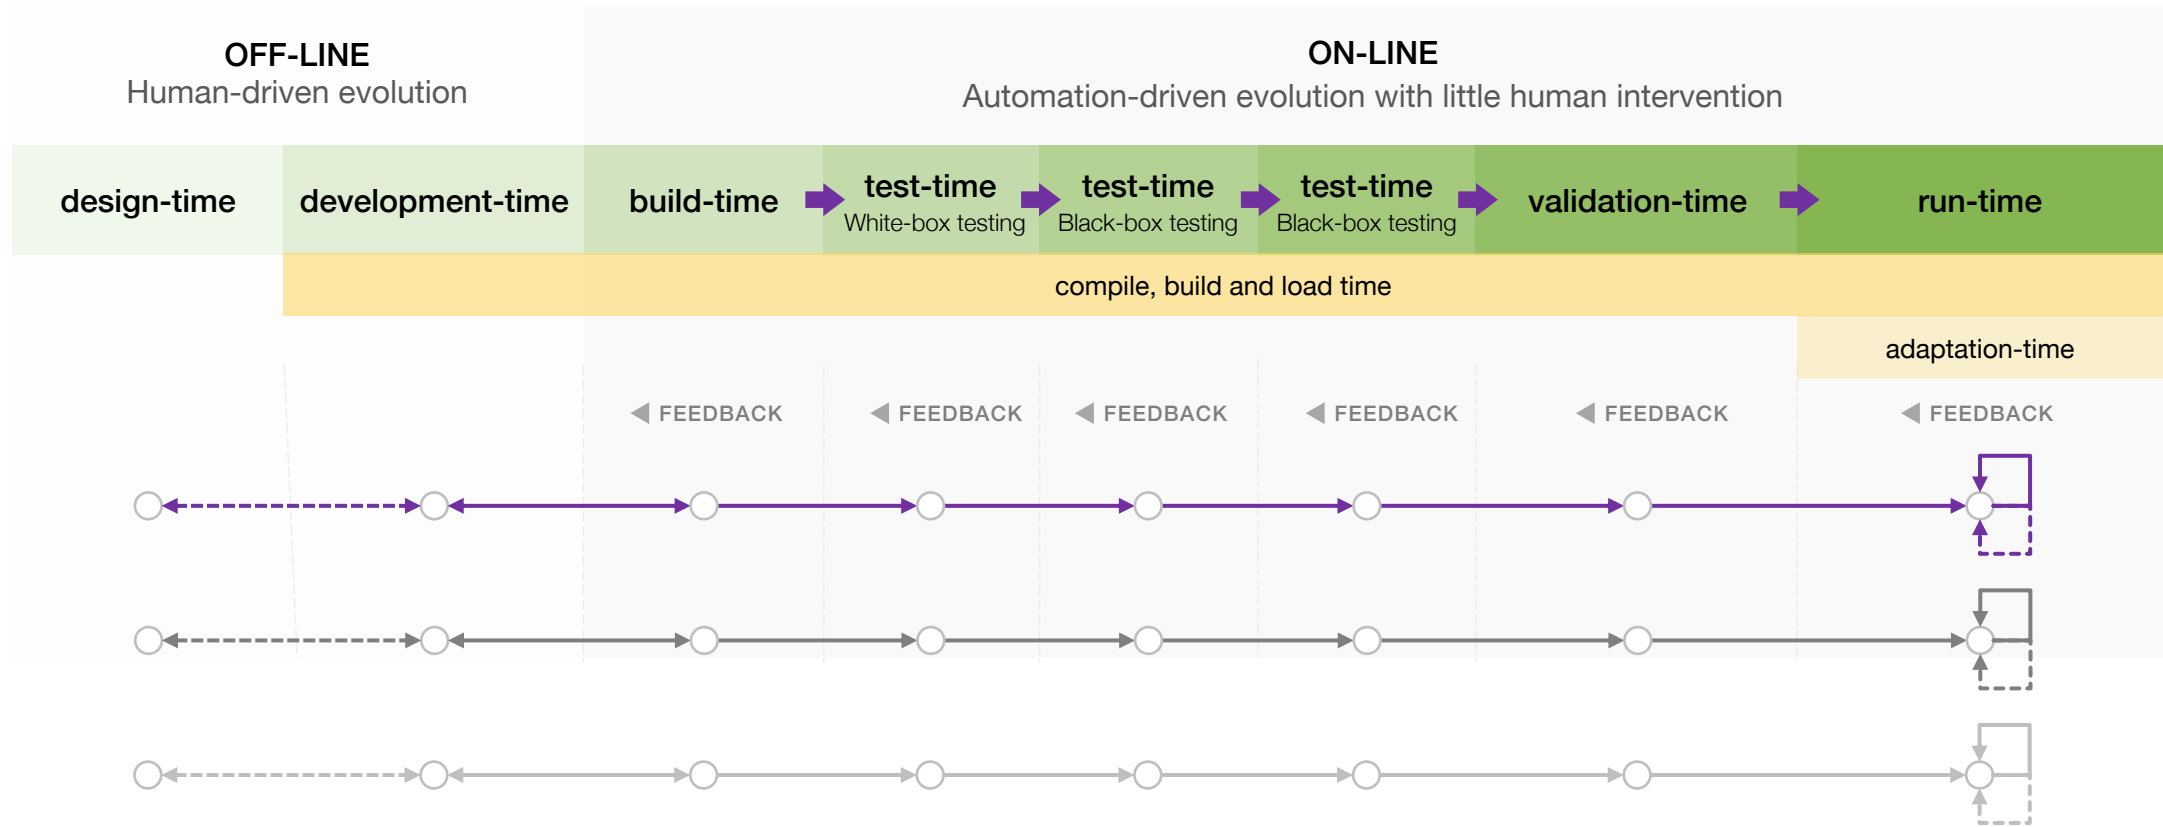 OFF-LINE
Human-driven evolution
ON-LINE
Automation-driven evolution with little human intervention
design-time
development-time
build-time
test-time
White-box testing
test-time
Black-box testing
test-time
Black-box testing
validation-time
run-time
compile, build and load time
adaptation-time
FEEDBACK
FEEDBACK
FEEDBACK
FEEDBACK
FEEDBACK
FEEDBACK